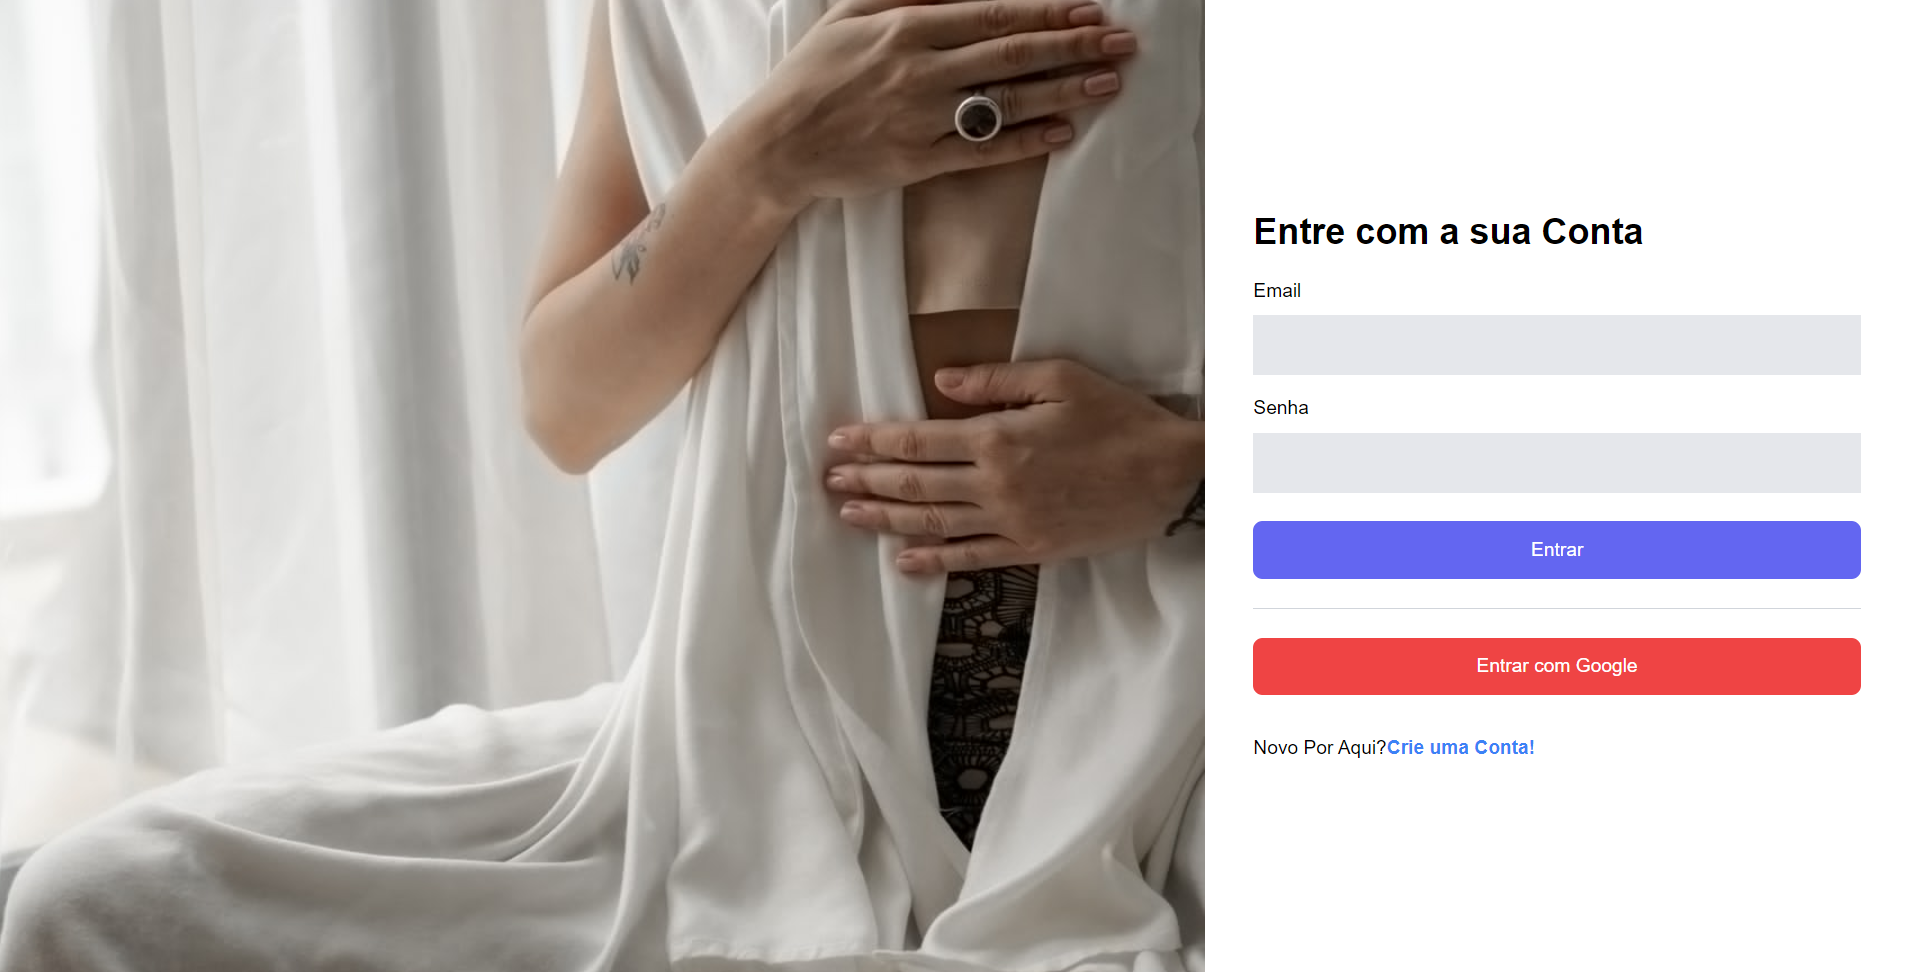 Entre com a sua Conta
Email
Senha
Entrar
Entrar com Google
Novo Por Aqui?Crie uma Conta!